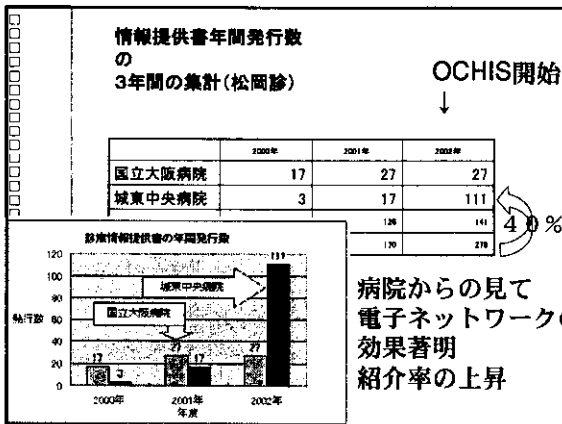 情報提供書年間発行数
の
3年間の集計(松岡診)
OCHIS開始
↓
2000年 2001年 2002年
国立大阪病院 17 27 27
城東中央病院 3 17 111
126 141
170 279
40%
診療情報提供書の年間発行数
120
100
80
60
40
20
0
発行数
城東中央病院
国立大阪病院
17 3 27 17 27 111
2000年 2001年 2002年
年度
病院からの見て
電子ネットワークの
効果著明
紹介率の上昇